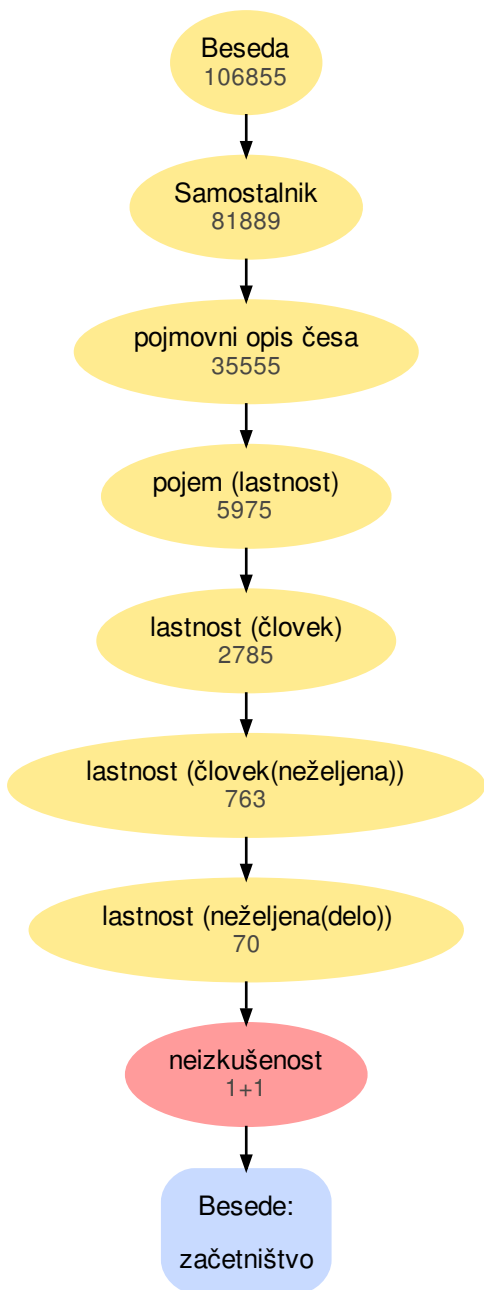 Beseda
106855
Samostalnik
81889
pojmovni opis česa
35555
pojem (lastnost)
5975
lastnost (človek)
2785
lastnost (človek(neželjena))
763
lastnost (neželjena(delo))
70
neizkušenost
1+1
Besede:
začetništvo